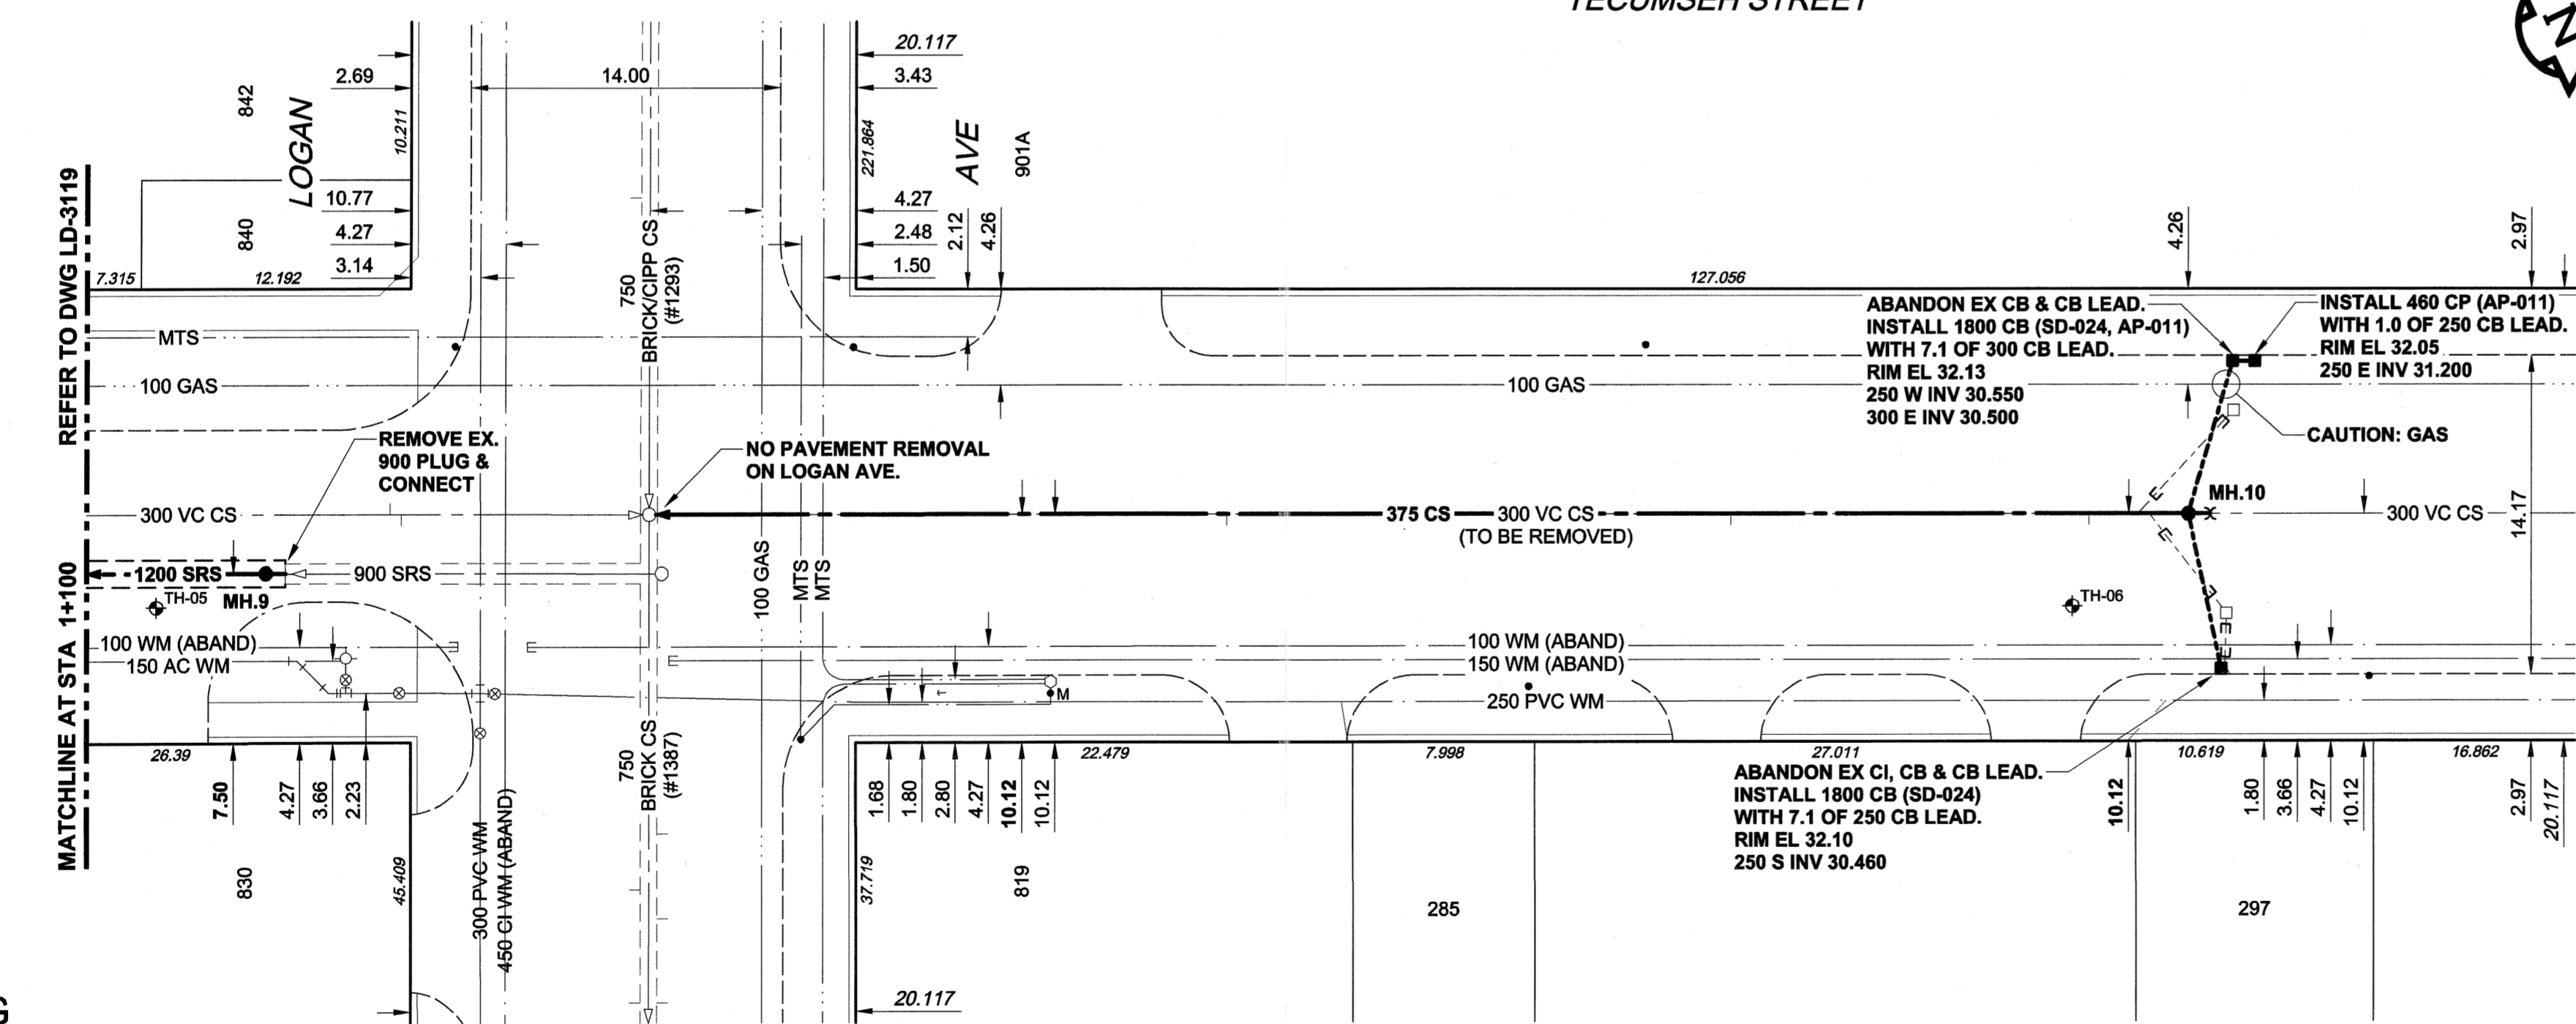 TECUMSEH STREET
N
20.117
2.69
14.00
3.43
842
LOGAN
10.211
221.864
AVE
901A
10.77
4.27
840
4.27
2.48
2.12
4.26
4.26
2.97
3.14
1.50
7.315
12.192
127.056
REFER TO DWG LD-3119
MATCHLINE AT STA 1+100
750
BRICK/CIPP CS
(#1293)
ABANDON EX CB & CB LEAD.
INSTALL 1800 CB (SD-024, AP-011)
WITH 7.1 OF 300 CB LEAD.
RIM EL 32.13
250 W INV 30.550
300 E INV 30.500
INSTALL 460 CP (AP-011)
WITH 1.0 OF 250 CB LEAD.
RIM EL 32.05
250 E INV 31.200
MTS
100 GAS
100 GAS
CAUTION: GAS
REMOVE EX.
900 PLUG &
CONNECT
NO PAVEMENT REMOVAL
ON LOGAN AVE.
E
E
MH.10
300 VC CS
375 CS
300 VC CS
(TO BE REMOVED)
300 VC CS
14.17
E
1200 SRS
900 SRS
TH-05
MH.9
100 GAS
MTS
MTS
TH-06
E
E
100 WM (ABAND)
150 AC WM
100 WM (ABAND)
150 WM (ABAND)
250 PVC WM
M
26.39
22.479
7.998
27.011
10.619
16.862
7.50
4.27
3.66
2.23
750
BRICK CS
(#1387)
1.68
1.80
2.80
4.27
10.12
10.12
ABANDON EX CI, CB & CB LEAD.
INSTALL 1800 CB (SD-024)
WITH 7.1 OF 250 CB LEAD.
RIM EL 32.10
250 S INV 30.460
10.12
1.80
3.66
4.27
10.12
2.97
20.117
830
45.409
300 PVC WM
450 CI WM (ABAND)
37.719
819
285
297
20.117